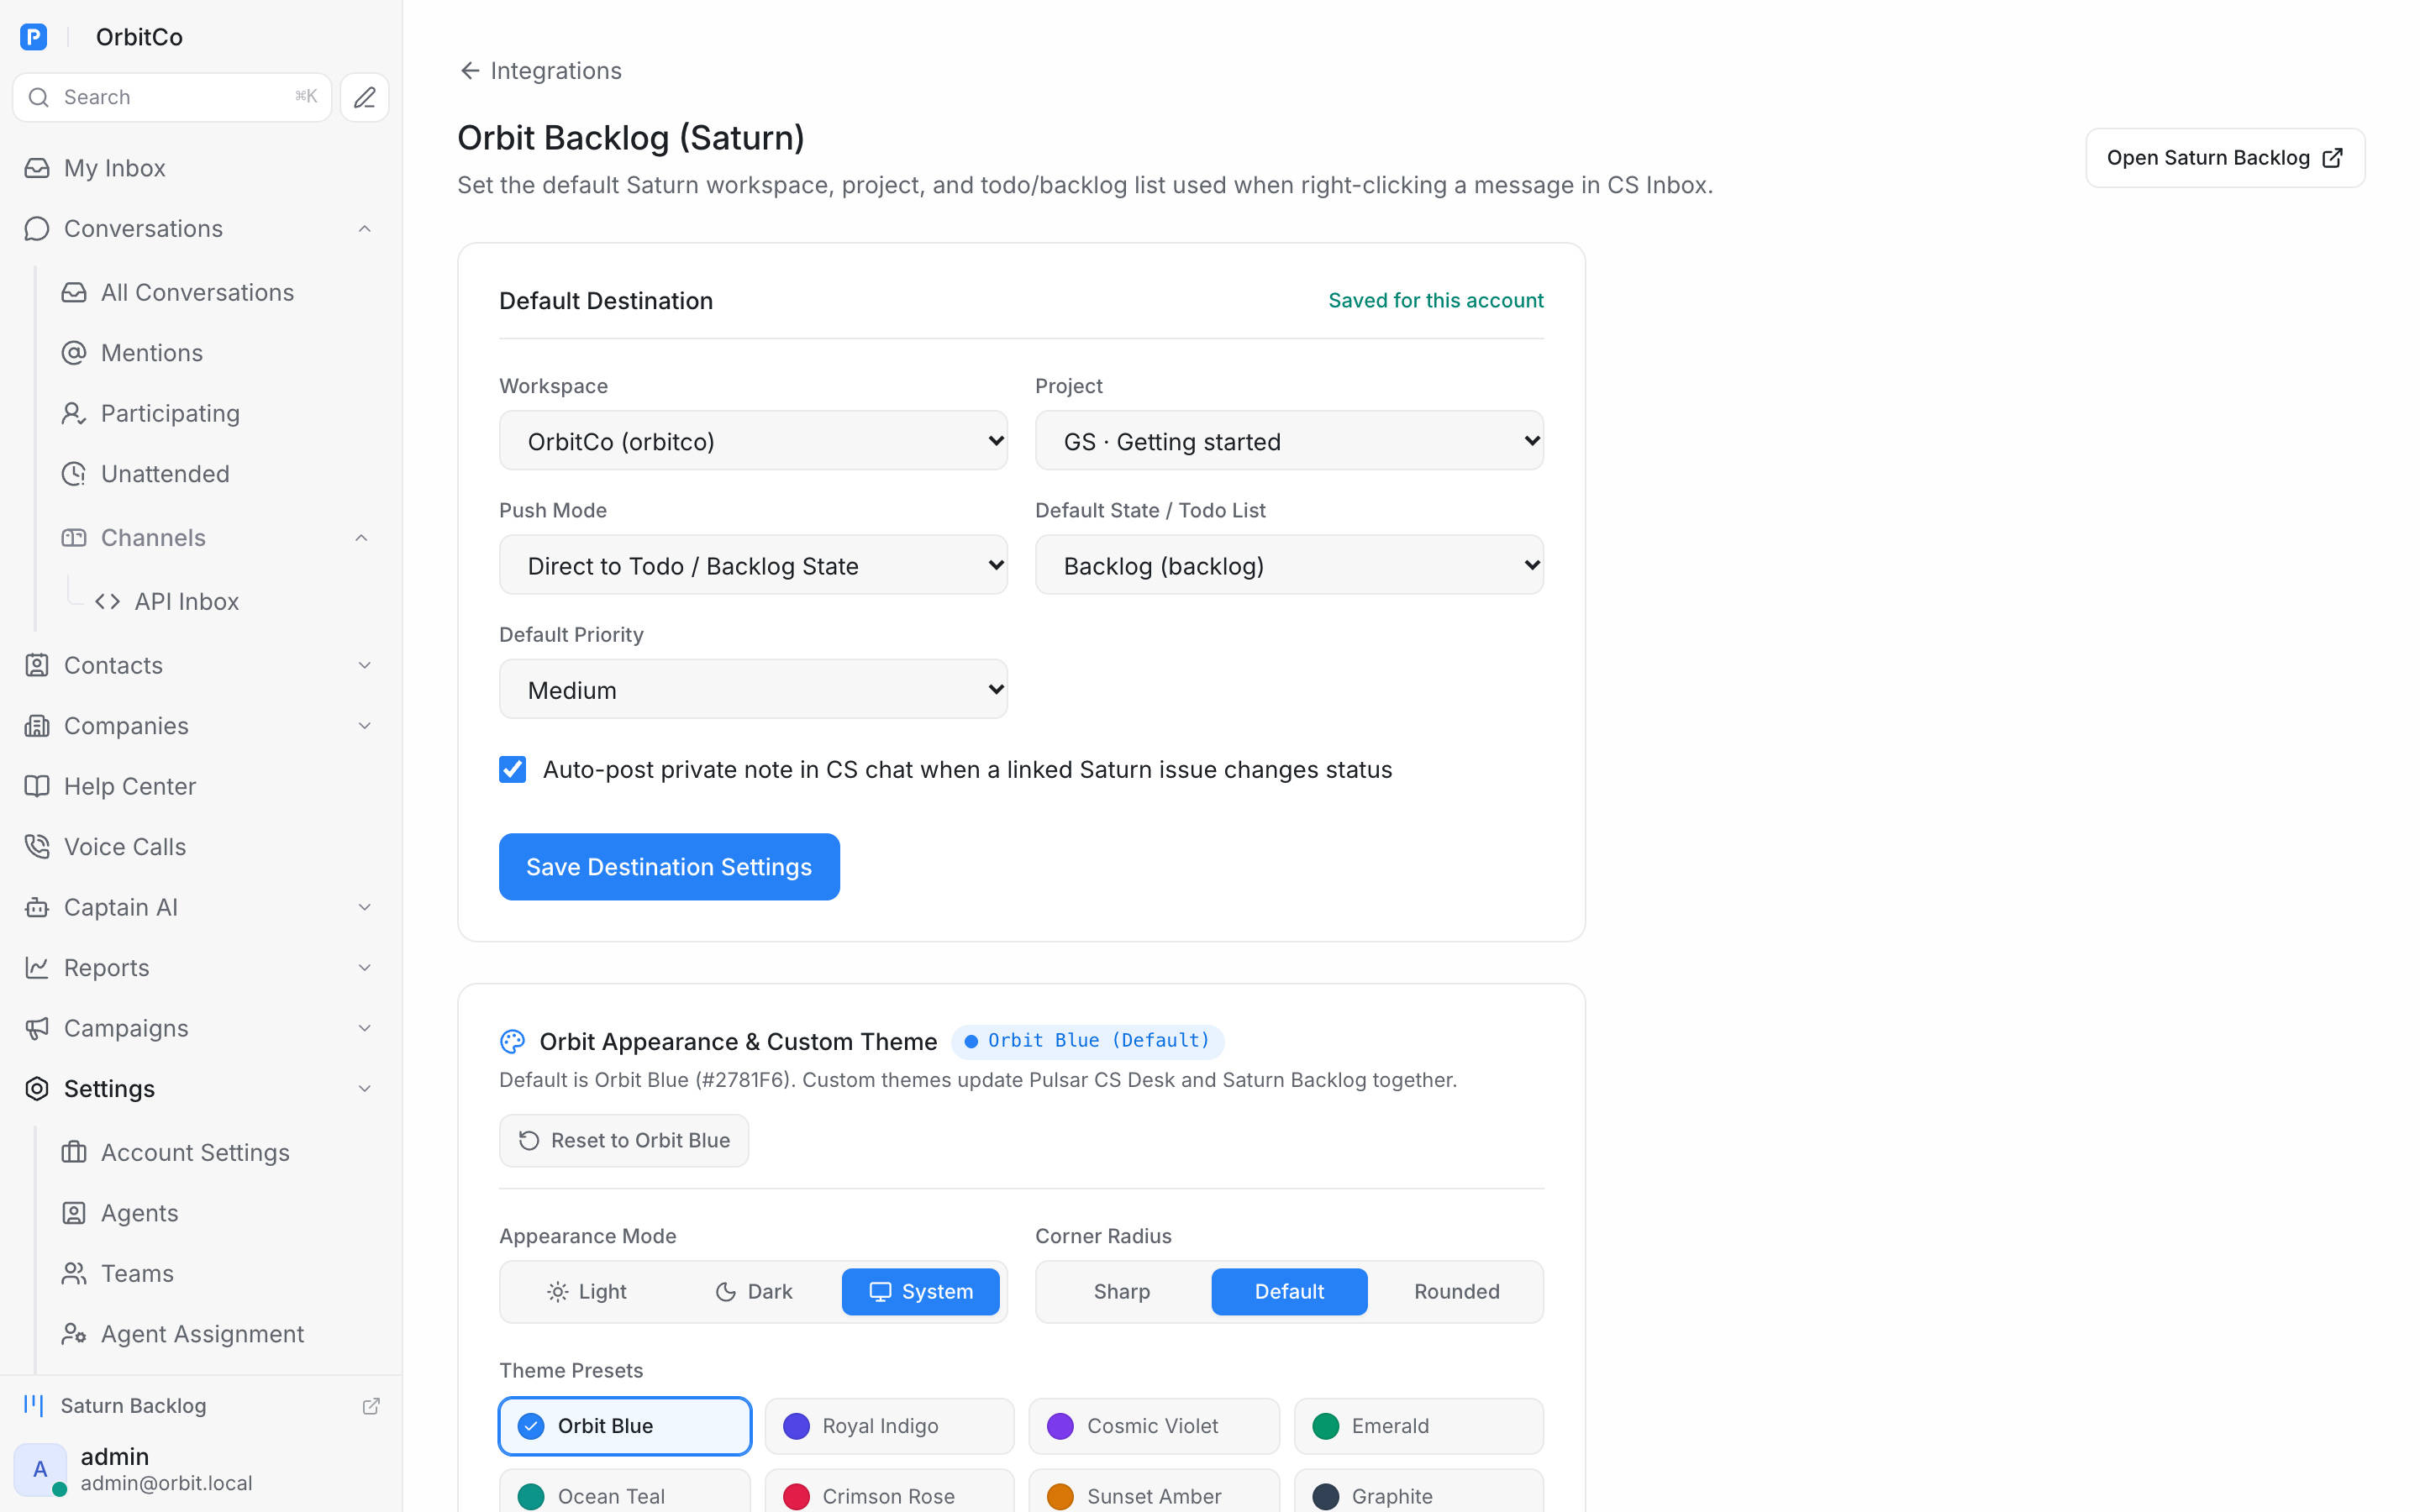 OrbitCo
Search ⌘K
My Inbox
Conversations
All Conversations
Mentions
Participating
Unattended
Channels
API Inbox
Contacts
Companies
Help Center
Voice Calls
Captain AI
Reports
Campaigns
Settings
Account Settings
Agents
Teams
Agent Assignment
Saturn Backlog
A
admin
admin@orbit.local
Integrations
Orbit Backlog (Saturn)
Set the default Saturn workspace, project, and todo/backlog list used when right-clicking a message in CS Inbox.
Open Saturn Backlog
Default Destination
Saved for this account
Workspace
Project
OrbitCo (orbitco)
GS · Getting started
Push Mode
Default State / Todo List
Direct to Todo / Backlog State
Backlog (backlog)
Default Priority
Medium
Auto-post private note in CS chat when a linked Saturn issue changes status
Save Destination Settings
Orbit Appearance & Custom Theme
Orbit Blue (Default)
Default is Orbit Blue (#2781F6). Custom themes update Pulsar CS Desk and Saturn Backlog together.
Reset to Orbit Blue
Appearance Mode
Corner Radius
Light
Dark
System
Sharp
Default
Rounded
Theme Presets
Orbit Blue
Royal Indigo
Cosmic Violet
Emerald
Ocean Teal
Crimson Rose
Sunset Amber
Graphite